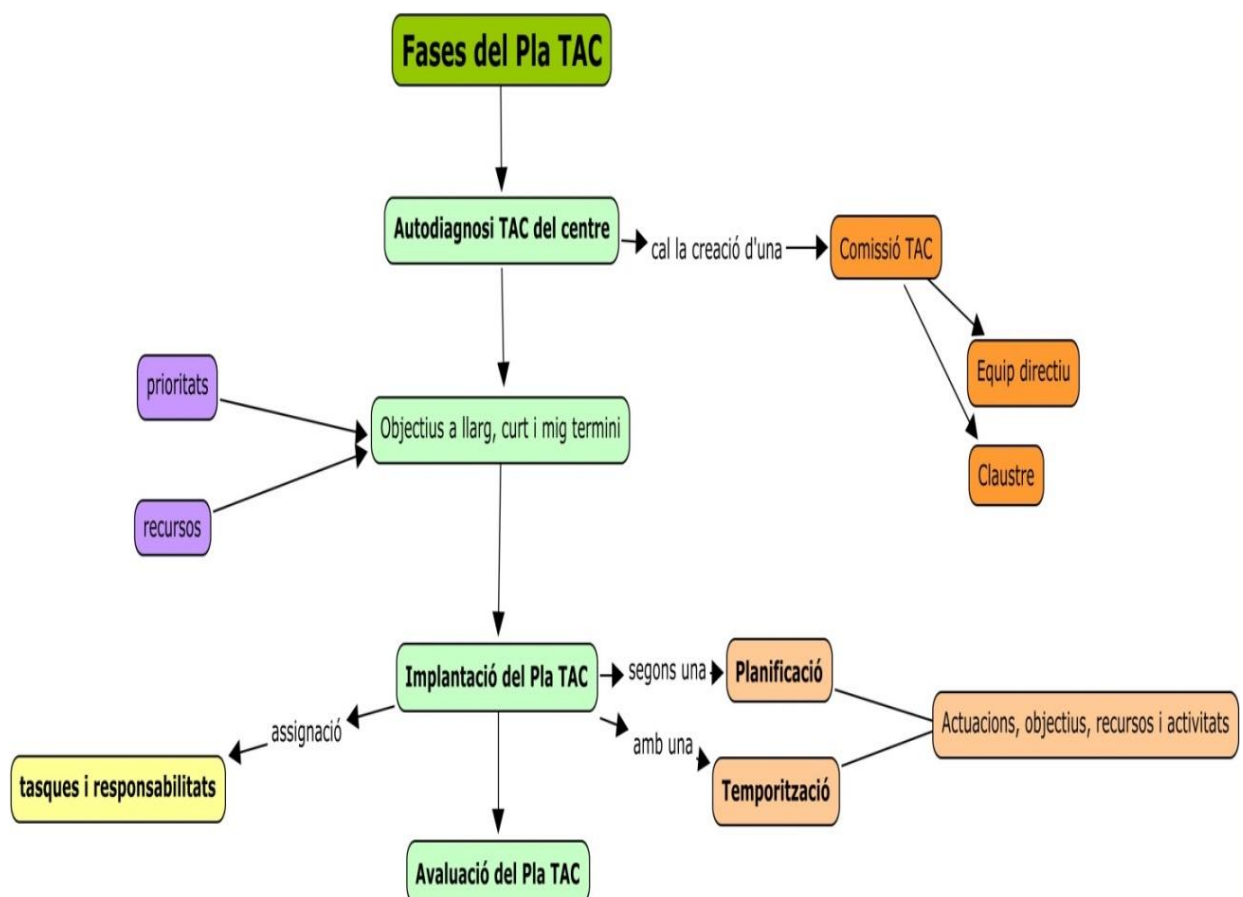 Fases del Pla TAC
Autodiagnosi TAC del centre
cal la creació d'una
Comissió TAC
Equip directiu
prioritats
Objectius a llarg, curt i mig termini
Claustre
recursos
Implantació del Pla TAC
segons una
Planificació
Actuacions, objectius, recursos i activitats
assignació
amb una
tasques i responsabilitats
Temporització
Avaluació del Pla TAC